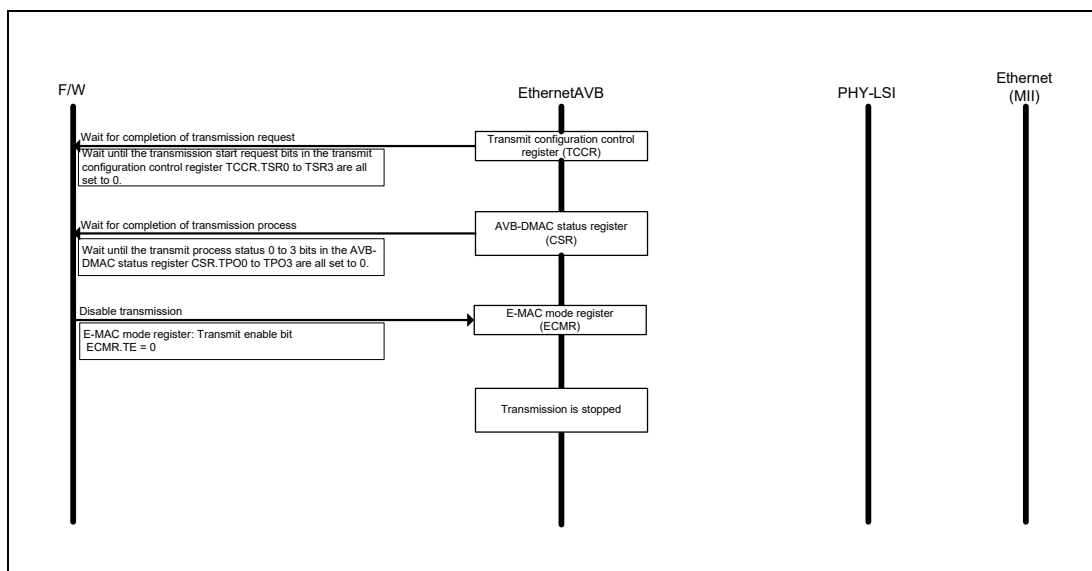 F/W
EthernetAVB
PHY-LSI
Ethernet
(MII)
Wait for completion of transmission request
Wait until the transmission start request bits in the transmit
configuration control register TCCR.TSR0 to TSR3 are all
set to 0.
Transmit configuration control
register (TCCR)
Wait for completion of transmission process
Wait until the transmit process status 0 to 3 bits in the AVB-
DMAC status register CSR.TPO0 to TPO3 are all set to 0.
AVB-DMAC status register
(CSR)
Disable transmission
E-MAC mode register: Transmit enable bit
ECMR.TE = 0
E-MAC mode register
(ECMR)
Transmission is stopped